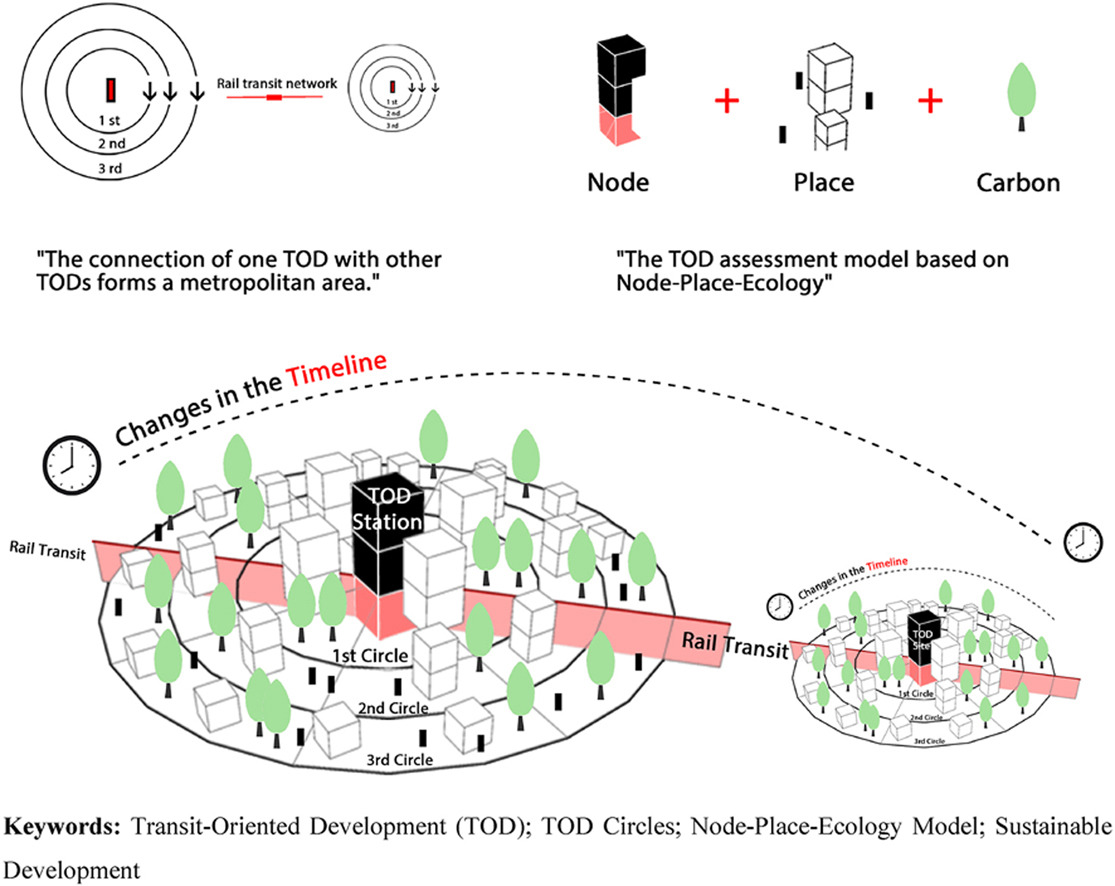 Rail transit network
1 st
2 nd
3 rd
1 st
2 nd
3 rd
Node
Place
Carbon
"The connection of one TOD with other
TODs forms a metropolitan area."
"The TOD assessment model based on
Node-Place-Ecology"
Changes in the Timeline
TOD
Station
Rail Transit
Rail Transit
1st Circle
2nd Circle
3rd Circle
Changes in the Timeline
TOD
Site
1st Circle
2nd Circle
3rd Circle
Keywords: Transit-Oriented Development (TOD); TOD Circles; Node-Place-Ecology Model; Sustainable
Development